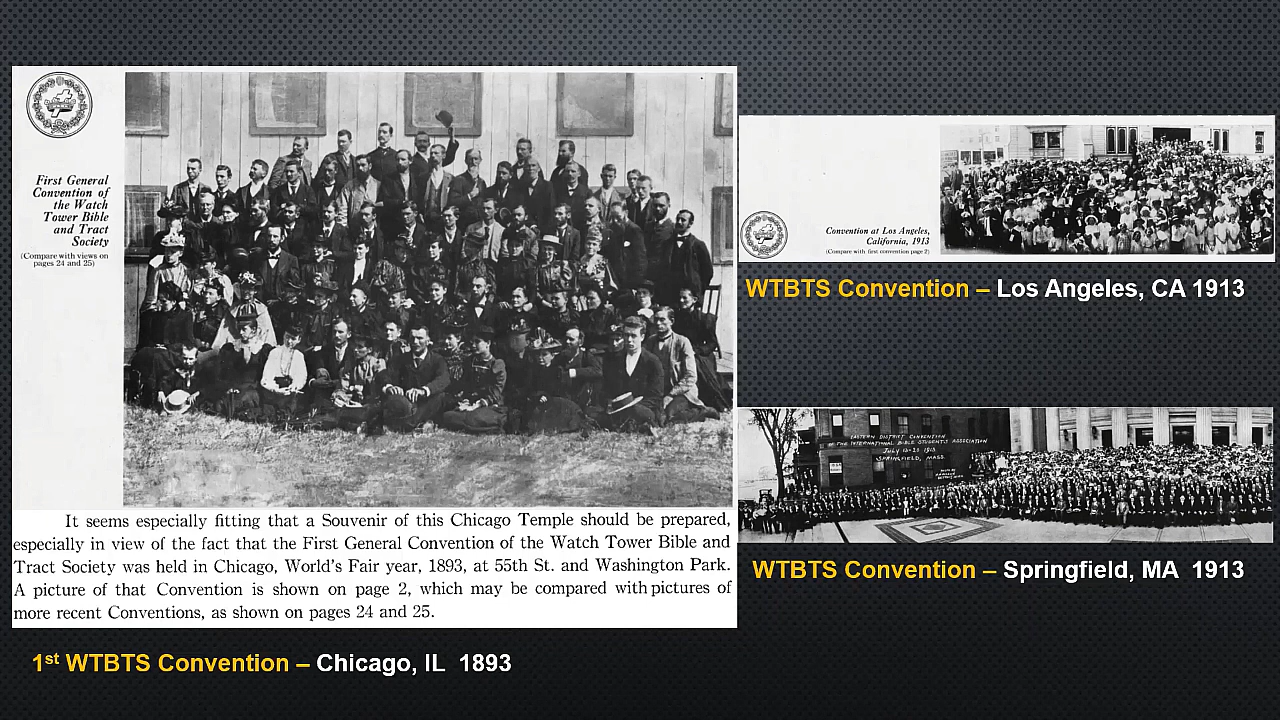 First General
Convention of
the Watch
Tower Bible
and Tract
Society
(Compare with views on
pages 24 and 25)
It seems especially fitting that a Souvenir of this Chicago Temple should be prepared,
especially in view of the fact that the First General Convention of the Watch Tower Bible and
Tract Society was held in Chicago, World's Fair year, 1893, at 55th St. and Washington Park.
A picture of that Convention is shown on page 2, which may be compared with pictures of
more recent Conventions, as shown on pages 24 and 25.
1st WTBTS Convention – Chicago, IL 1893
Convention at Los Angeles,
California, 1913
(Compare with first convention page 2)
WTBTS Convention – Los Angeles, CA 1913
EASTERN DISTRICT CONVENTION
OF THE INTERNATIONAL BIBLE STUDENTS ASSOCIATION
SPRINGFIELD, MASS.
WTBTS Convention – Springfield, MA 1913